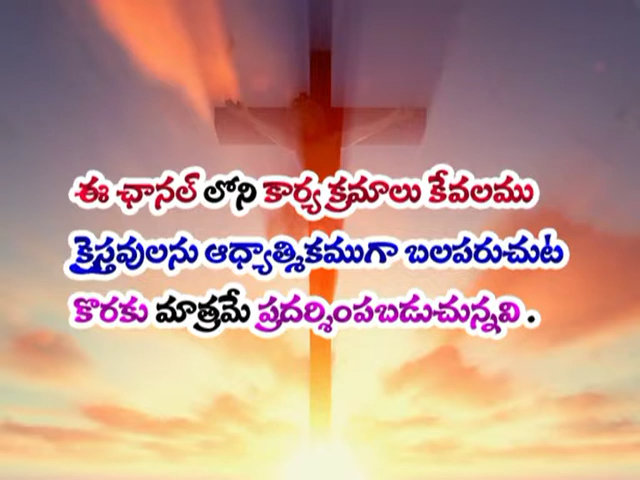 ఈ ఛానల్ లోని కార్య క్రమాలు కేవలము
క్రైస్తవులను ఆధ్యాత్మికముగా బలపరుచుట
కొరకు మాత్రమే ప్రదర్శింపబడుచున్నవి .